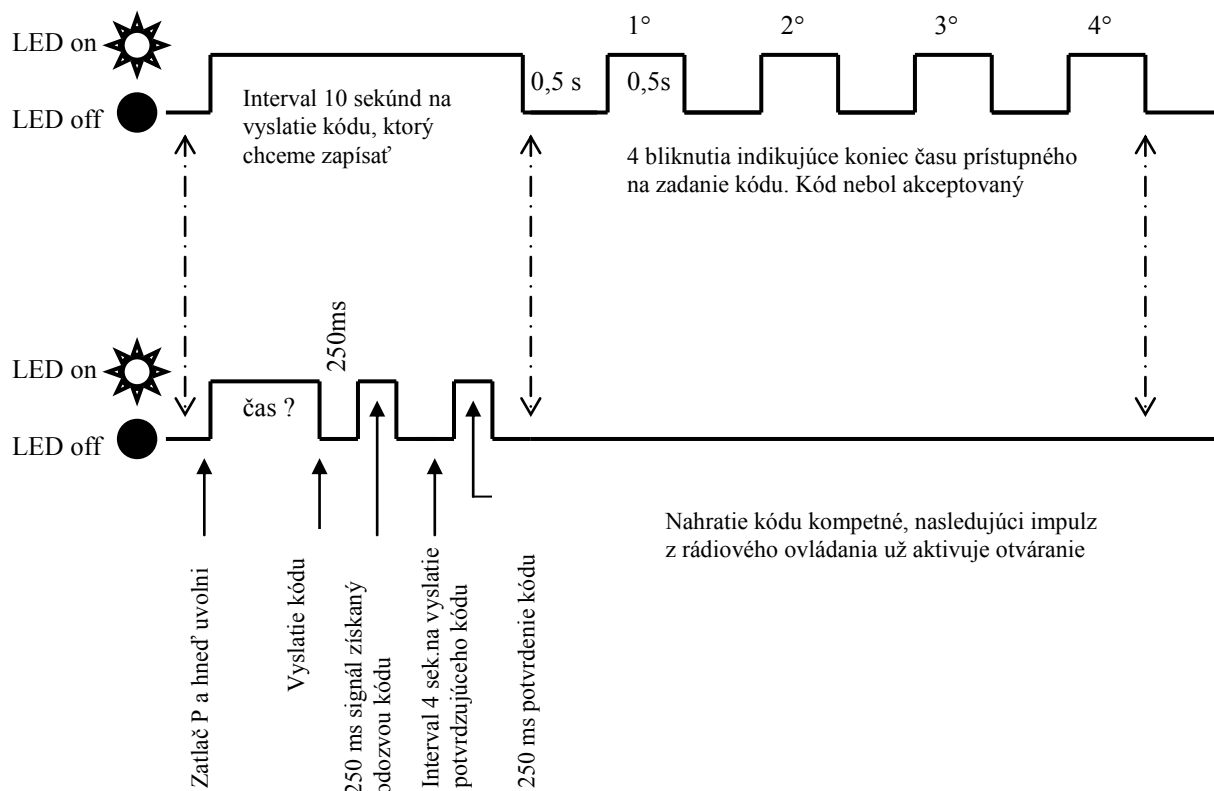 1°
2°
3°
4°
LED on
0,5 s
0,5s
LED off
Interval 10 sekúnd na
vyslatie kódu, ktorý
chceme zapísať
4 bliknutia indikujúce koniec času prístupného
na zadanie kódu. Kód nebol akceptovaný
250ms
LED on
čas ?
LED off
Nahratie kódu kompetné, nasledujúci impulz
z rádiového ovládania už aktivuje otváranie
Zatlač P a hneď uvolni
Vyslatie kódu
250 ms signál získaný
odozvou kódu
Interval 4 sek.na vyslatie
potvrdzujúceho kódu
250 ms potvrdenie kódu